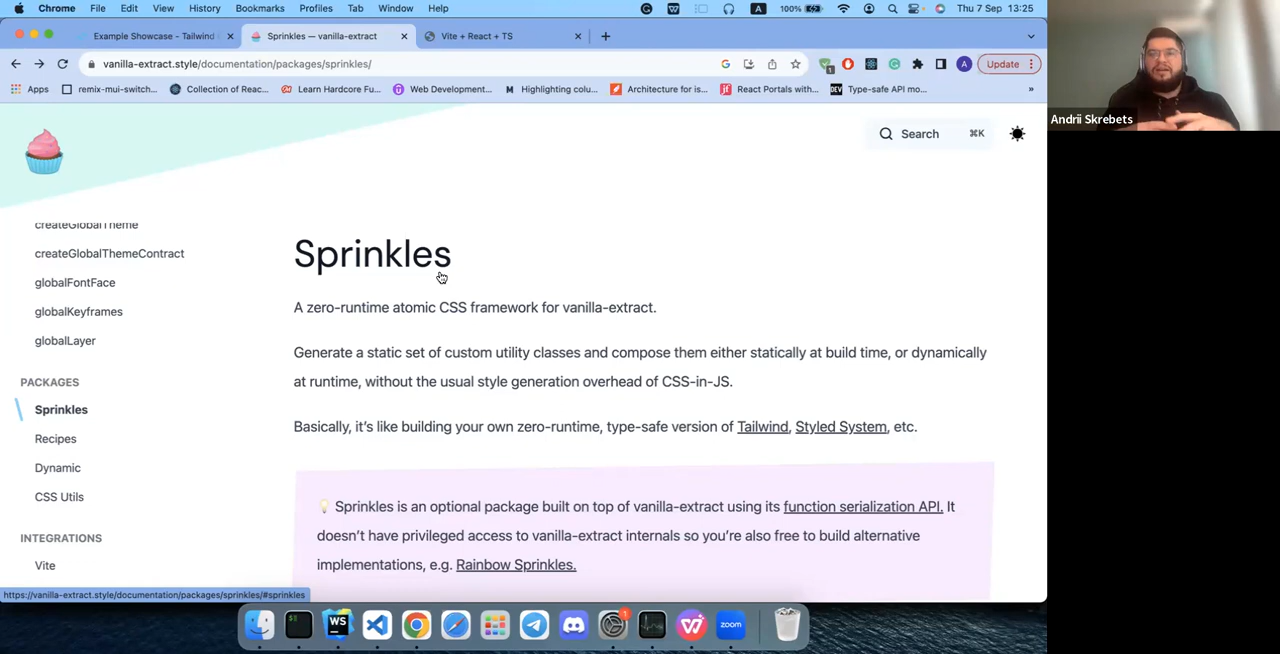 Chrome File Edit View History Bookmarks Profiles Tab Window Help A 100% Thu 7 Sep 13:25
Example Showcase - Tailwind Sprinkles — vanilla-extract Vite + React + TS
vanilla-extract.style/documentation/packages/sprinkles/ 1 A Update
Apps remix-mui-switch... Collection of Reac... Learn Hardcore Fu... Web Development... Highlighting colu... Architecture for is... React Portals with... DEV Type-safe API mo... »
Andrii Skrebets
Search ⌘K
createGlobalTheme
createGlobalThemeContract
globalFontFace
globalKeyframes
globalLayer
PACKAGES
Sprinkles
Recipes
Dynamic
CSS Utils
INTEGRATIONS
Vite
Sprinkles
A zero-runtime atomic CSS framework for vanilla-extract.
Generate a static set of custom utility classes and compose them either statically at build time, or dynamically
at runtime, without the usual style generation overhead of CSS-in-JS.
Basically, it's like building your own zero-runtime, type-safe version of Tailwind, Styled System, etc.
Sprinkles is an optional package built on top of vanilla-extract using its function serialization API. It
doesn't have privileged access to vanilla-extract internals so you're also free to build alternative
implementations, e.g. Rainbow Sprinkles.
https://vanilla-extract.style/documentation/packages/sprinkles/#sprinkles
WS 1 zoom